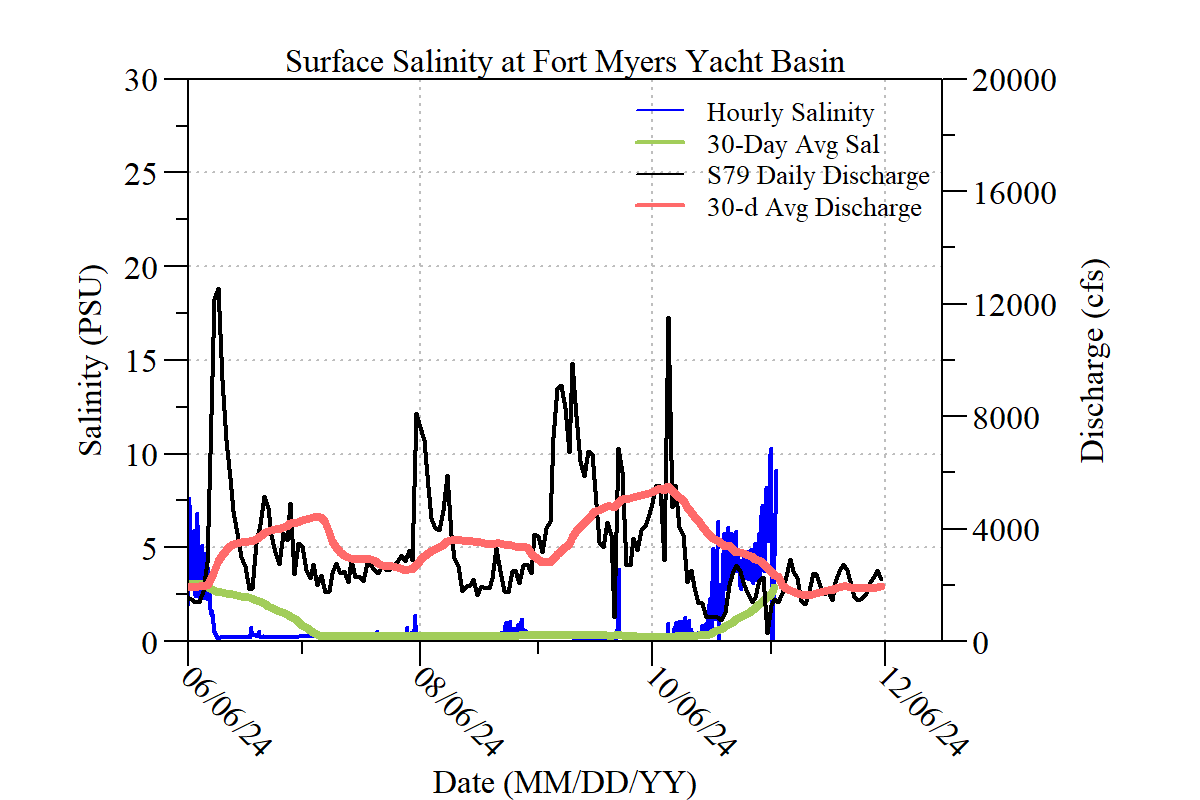 Surface Salinity at Fort Myers Yacht Basin
30
25
20
15
10
5
0
Salinity (PSU)
Hourly Salinity
30-Day Avg Sal
S79 Daily Discharge
30-d Avg Discharge
20000
16000
12000
8000
4000
0
Discharge (cfs)
06/06/24
08/06/24
10/06/24
12/06/24
Date (MM/DD/YY)